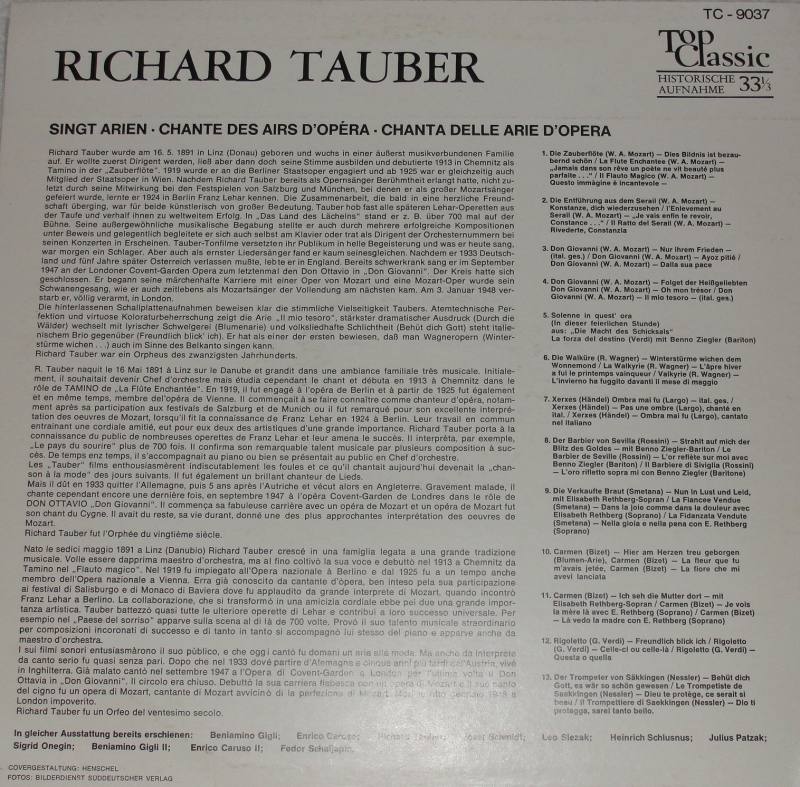 TC - 9037
RICHARD TAUBER
Top Classic
HISTORISCHE
AUFNAHME 33⅓
SINGT ARIEN · CHANTE DES AIRS D'OPÉRA · CHANTA DELLE ARIE D'OPERA
Richard Tauber wurde am 16. 5. 1891 in Linz (Donau) geboren und wuchs in einer äußerst musikverbundenen Familie
auf. Er wollte zuerst Dirigent werden, ließ aber dann doch seine Stimme ausbilden und debutierte 1913 in Chemnitz als
Tamino in der „Zauberflöte". 1919 wurde er an die Berliner Staatsoper engagiert und ab 1925 war er gleichzeitig auch
Mitglied der Staatsoper in Wien. Nachdem Richard Tauber bereits als Opernsänger Berühmtheit erlangt hatte, nicht zu-
letzt durch seine Mitwirkung bei den Festspielen von Salzburg und München, bei denen er als großer Mozartsänger
gefeiert wurde, lernte er 1924 in Berlin Franz Lehar kennen. Die Zusammenarbeit, die bald in eine herzliche Freund-
schaft überging, war für beide künstlerisch von großer Bedeutung. Tauber hob fast alle späteren Lehar-Operetten aus
der Taufe und verhalf ihnen zu weltweitem Erfolg. In „Das Land des Lächelns" stand er z. B. über 700 mal auf der
Bühne. Seine außergewöhnliche musikalische Begabung stellte er auch durch mehrere erfolgreiche Kompositionen
unter Beweis und gelegentlich begleitete er sich auch selbst am Klavier oder trat als Dirigent der Orchesternummern bei
seinen Konzerten in Erscheinen. Tauber-Tonfilme versetzten ihr Publikum in helle Begeisterung und was er heute sang,
war morgen ein Schlager. Aber auch als ernster Liedersänger fand er kaum seinesgleichen. Nachdem er 1933 Deutsch-
land und fünf Jahre später Österreich verlassen mußte, lebte er in England. Bereits schwerkrank sang er im September
1947 an der Londoner Covent-Garden Opera zum letztenmal den Don Ottavio in „Don Giovanni". Der Kreis hatte sich
geschlossen. Er begann seine märchenhafte Karriere mit einer Oper von Mozart und eine Mozart-Oper wurde sein
Schwanengesang, wie er auch zeitlebens als Mozartsänger der Vollendung am nächsten kam. Am 3. Januar 1948 ver-
starb er, völlig verarmt, in London.
Die hinterlassenen Schallplattenaufnahmen beweisen klar die stimmliche Vielseitigkeit Taubers. Atemtechnische Per-
fektion und virtuose Koloraturbeherrschung zeigt die Arie „Il mio tesoro", stärkster dramatischer Ausdruck (Durch die
Wälder) wechselt mit lyrischer Schwelgerei (Blumenarie) und volksliedhafte Schlichtheit (Behüt dich Gott) steht italie-
nischem Brio gegenüber (Freundlich blick' ich). Er hat als einer der ersten bewiesen, daß man Wagneropern (Winter-
stürme wichen . . .) auch im Sinne des Belkanto singen kann.
Richard Tauber war ein Orpheus des zwanzigsten Jahrhunderts.
R. Tauber naquit le 16 Mai 1891 à Linz sur le Danube et grandit dans une ambiance familiale très musicale. Initiale-
ment, il souhaitait devenir Chef d'orchestre mais étudia cependant le chant et débuta en 1913 à Chemnitz dans le
rôle de TAMINO de „La Flûte Enchantée". En 1919, il fut engagé à l'opéra de Berlin et à partir de 1925 fut également
et en même temps, membre del'opéra de Vienne. Il commençait à se faire connaître comme chanteur d'opéra, notam-
ment après sa participation aux festivals de Salzburg et de Munich ou il fut remarqué pour son excellente interpré-
tation des oeuvres de Mozart, lorsqu'il fit la connaissance de Franz Lehar en 1924 à Berlin. Leur travail en commun
entrainant une cordiale amitié, eut pour eux deux des artistiques d'une grande importance. Richard Tauber porta à la
connaissance du public de nombreuses operettes de Franz Lehar et leur amena le succès. Il interpréta, par exemple,
„Le pays du sourire" plus de 700 fois. Il confirma son remarquable talent musicale par plusieurs composition à suc-
cès. De temps enz temps, il s'accompagnait au piano ou bien se présentait au public en Chef d'orchestre.
Les „Tauber" films enthousiasmèrent indiscutablement les foules et ce qu'il chantait aujourd'hui devenait la „chan-
son à la mode" des jours suivants. Il fut également un brillant chanteur de Lieds.
Mais il dût en 1933 quitter l'Allemagne, puis 5 ans après l'Autriche et vécut alors en Angleterre. Gravement malade, il
chante cependant encore une dernière fois, en septembre 1947 à l'opéra Covent-Garden de Londres dans le rôle de
DON OTTAVIO „Don Giovanni". Il commença sa fabuleuse carrière avec un opéra de Mozart et un opéra de Mozart fut
son chant du Cygne. Il avait du reste, sa vie durant, donné une des plus approchantes interprétation des oeuvres de
Mozart.
Richard Tauber fut l'Orphée du vingtième siècle.
Nato le sedici maggio 1891 a Linz (Danubio) Richard Tauber crescé in una famiglia legata a una grande tradizione
musicale. Volle essere dapprima maestro d'orchestra, ma al fino coltivò la sua voce e debutto nel 1913 a Chemnitz da
Tamino nel „Flauto magico". Nel 1919 fu impiegato all'Opera nazionale à Berlino e dal 1925 fu a un tempo anche
membro dell'Opera nazionale a Vienna. Erra già conoscito da cantante d'òpera, ben inteso pela sua participazione
ai festival di Salisburgo e di Monaco di Baviera dove fu applaudito da grande interprete di Mozart, quando incontrò
Franz Lehar a Berlino. La collaborazione, che si transformò in una amicizia cordiale ebbe pei due una grande impor-
tanza artistica. Tauber battezzò quasi tutte le ulteriore operette di Lehar e contribui a loro successo universale. Per
esempio nel „Paese del sorriso" apparve sulla scena al di là de 700 volte. Provò il suo talento musicale straordinario
per composizioni incoronati di successo e di tanto in tanto si accompagnò lui stesso del piano e apparve anche da
maestro d'orchestra.
I sui filmi sonori entusiasmàrono il suo pùbblico, e che oggi cantó fu domani un aria alla moda. Ma anche da interprete
da canto serio fu quasi senza pari. Dopo che nel 1933 dové partire d'Alemagna e cinque anni più tardi dell'Austria, vivé
in Inghilterra. Già malato cantó nel settembre 1947 a l'Opera di Covent-Garden a Londra per l'ultima volta il Don
Ottavia in „Don Giovanni", il circolo era chiuso. Debuttò la sua carriera fiabesca con un opera di Mozart e il suo canto
del cigno fu un opera di Mozart, cantante di Mozart avvicinò di la perfezione di Mozart.
London impoverito.
Richard Tauber fu un Orfeo del ventesimo secolo.
1. Die Zauberflöte (W. A. Mozart) — Dies Bildnis ist bezau-
bernd schön / La Flute Enchantee (W. A. Mozart) —
„Jamais dans son rêve un poète ne vit beauté plus
parfaite . . ." / Il Flauto Magico (W. A. Mozart) —
Questo immàgine è incantevole —
2. Die Entführung aus dem Serail (W. A. Mozart) —
Konstanze, dich wiederzusehen / l'Enlevement au
Serail (W. A. Mozart) — „Je vais enfin te revoir,
Constance . . ." / Il Ratto del Serail (W. A. Mozart) —
Rivederte, Constanzia
3. Don Giovanni (W. A. Mozart) — Nur ihrem Frieden —
(ital. ges.) / Don Giovanni (W. A. Mozart) — Ayoz pitié /
Don Giovanni (W. A. Mozart) — Dalla sua pace
4. Don Giovanni (W. A. Mozart) — Folget der Heißgeliebten
Don Giovanni (W. A. Mozart) — Oh mon trésor / Don
Giovanni (W. A. Mozart) — Il mio tesoro — (ital. ges.)
5. Solenne in quest' ora
(In dieser feierlichen Stunde)
aus: „Die Macht des Schicksals"
La forza del destino (Verdi) mit Benno Ziegler (Bariton)
6. Die Walküre (R. Wagner) — Winterstürme wichen dem
Wonnemond / La Walkyrie (R. Wagner) — L'âpre hiver
a fui le printemps vainqueur / Valkyrie (R. Wagner) —
L'invierno ha fuggito davanti il mese di maggio
7. Xerxes (Händel) Ombra mai fu (Largo) — ital. ges. /
Xerxes (Händel) — Pas une ombre (Largo), chanté en
ital. / Xerxes (Händel) — Ombra mai fu (Largo), cantato
nel italiano
8. Der Barbier von Sevilla (Rossini) — Strahlt auf mich der
Blitz des Goldes — mit Benno Ziegler-Bariton / Le
Barbier de Seville (Rossini) — L'or reflète sur moi avec
Benno Ziegler (Bariton) / Il Barbiere di Siviglia (Rossini)
— L'oro rifletto sopra mi con Benno Ziegler (Baritone)
9. Die Verkaufte Braut (Smetana) — Nun in Lust und Leid,
mit Elisabeth Rethberg-Sopran / La Fiancee Vendue
(Smetana) — Dans la joie comme dans la douleur avec
Elisabeth Rethberg (Soprano) / La Fidanzata Vendute
(Smetana) — Nella gioia e nella pena con E. Rethberg
(Soprano)
10. Carmen (Bizet) — Hier am Herzen treu geborgen
(Blumen-Arie), Carmen (Bizet) — La fleur que tu
m'avais jetée, Carmen (Bizet) — La fiore che mi
avevi lanciata
11. Carmen (Bizet) — Ich seh die Mutter dort — mit
Elisabeth Rethberg-Sopran / Carmen (Bizet) — Je vois
la mère là avec E. Rethberg (Soprano) / Carmen (Bizet)
— Là vedo la madre con E. Rethberg (Soprano)
12. Rigoletto (G. Verdi) — Freundlich blick ich / Rigoletto
(G. Verdi) — Celle-ci ou celle-là / Rigoletto (G. Verdi) —
Questa o quella
13. Der Trompeter von Säkkingen (Nessler) — Behüt dich
Gott, es wär so schön gewesen / Le Trompetiste de
Saekkingen (Nessler) — Dieu te protège, ce serait si
beau / Il Trompettiere di Saekkingen (Nessler) — Dio ti
protegga, sarei tanto bello.
In gleicher Ausstattung bereits erschienen: Beniamino Gigli; Enrico Caruso; Richard Tauber; Josef Schmidt; Leo Slezak; Heinrich Schlusnus; Julius Patzak;
Sigrid Onegin; Beniamino Gigli II; Enrico Caruso II; Fedor Schaljapin.
COVERGESTALTUNG: HENSCHEL
FOTOS: BILDERDIENST SÜDDEUTSCHER VERLAG